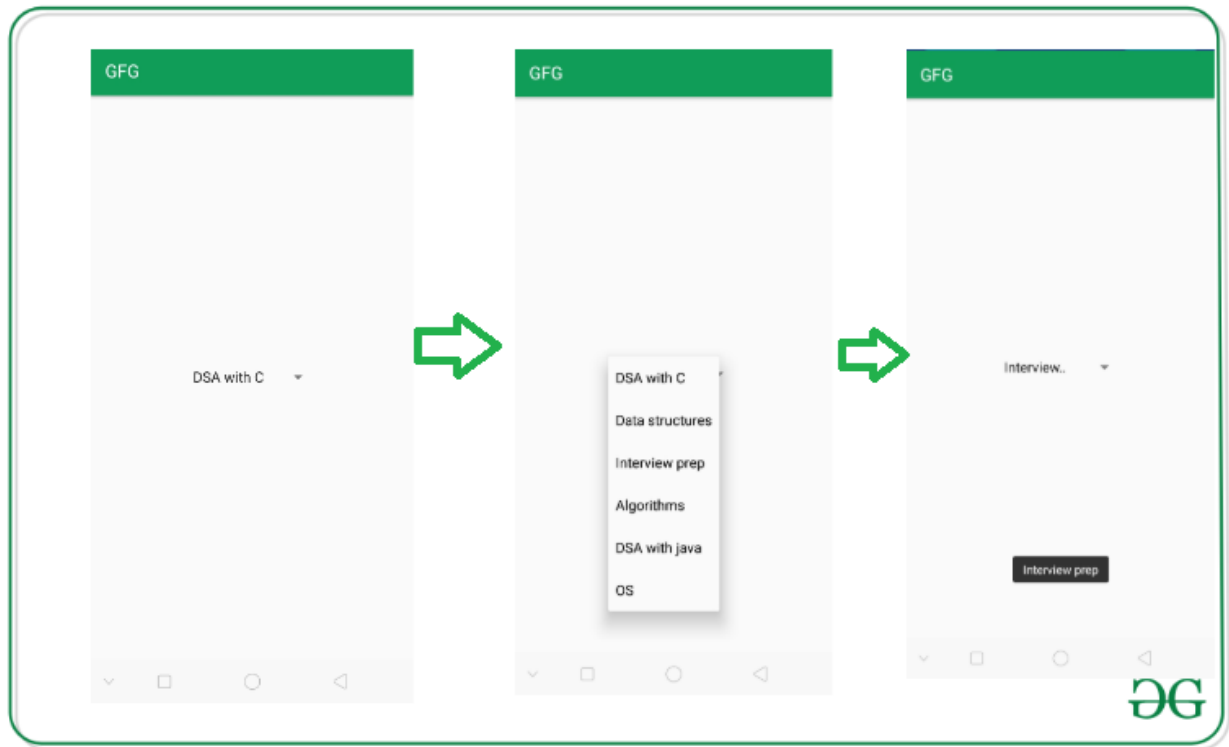 GFG
DSA with C
GFG
DSA with C
Data structures
Interview prep
Algorithms
DSA with java
OS
GFG
Interview..
Interview prep
GG